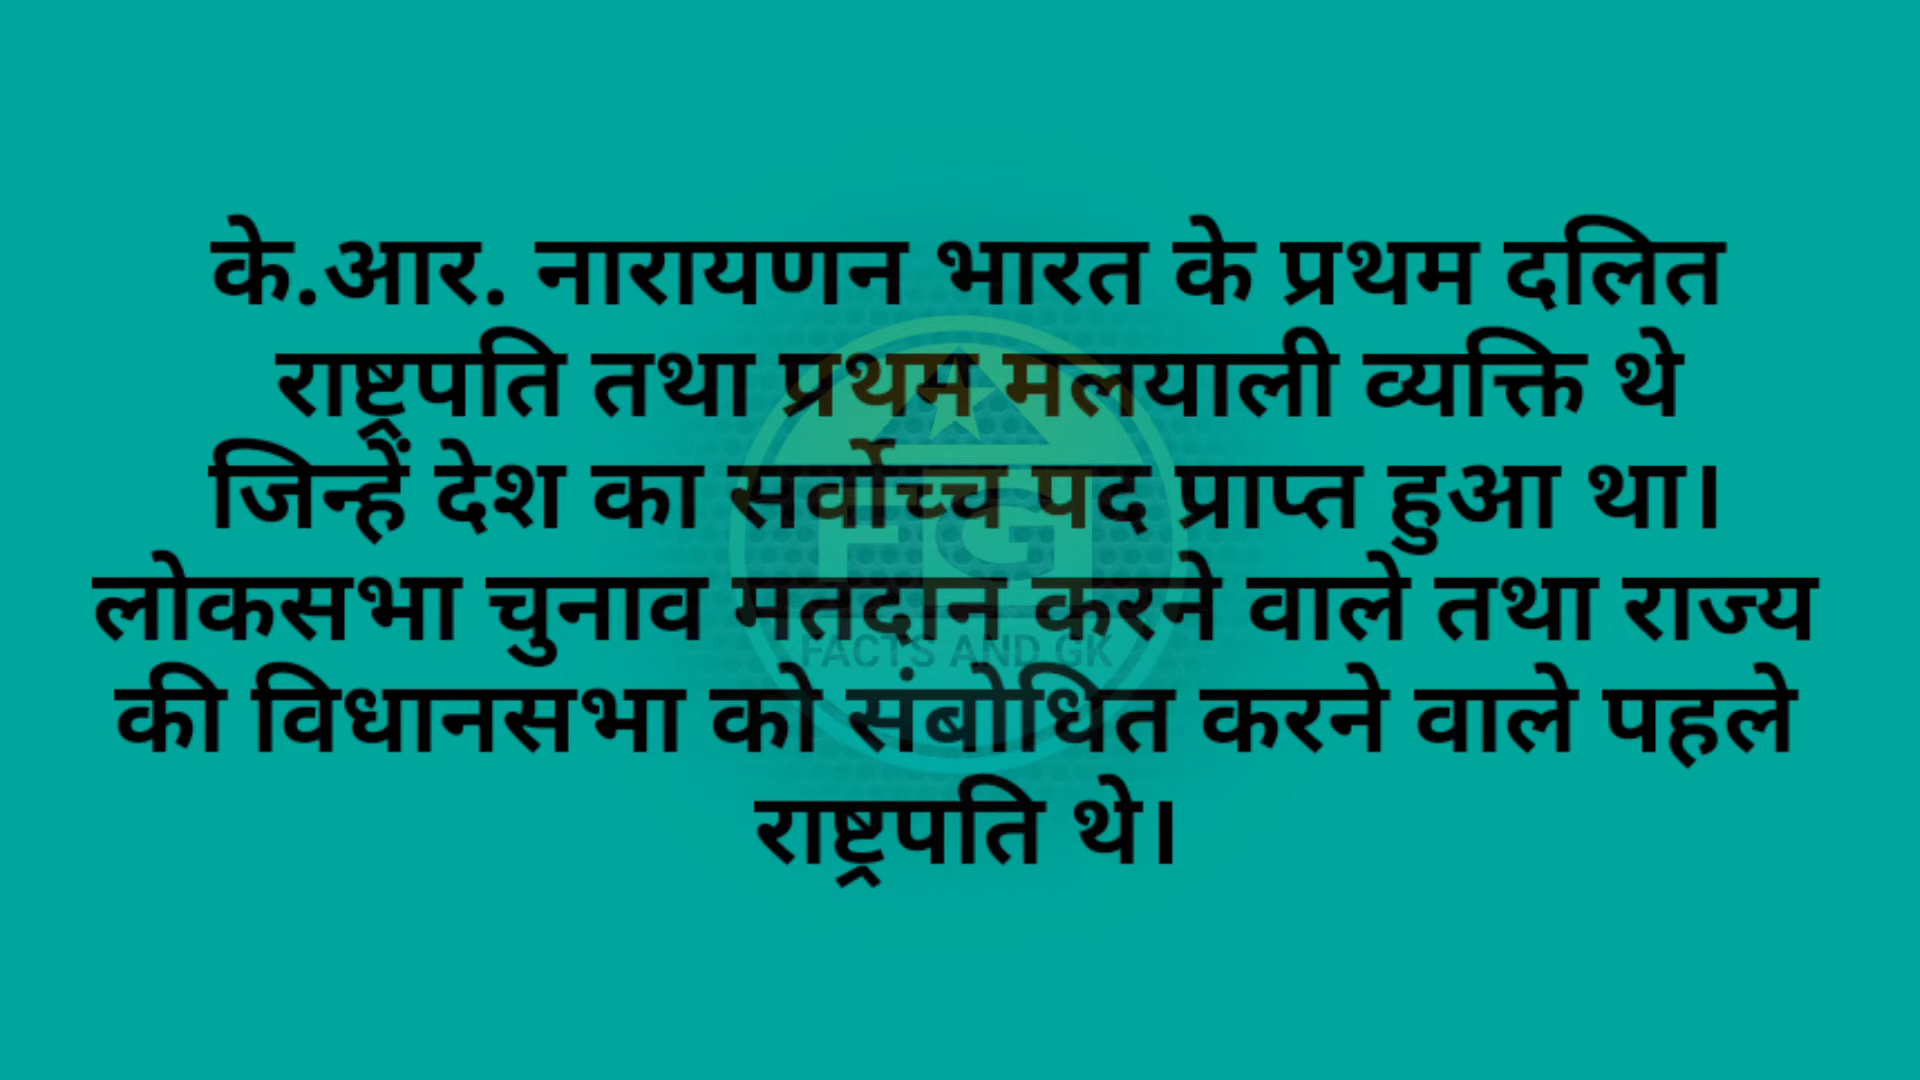 के.आर. नारायणन भारत के प्रथम दलित
राष्ट्रपति तथा प्रथम मलयाली व्यक्ति थे
जिन्हें देश का सर्वोच्च पद प्राप्त हुआ था।
लोकसभा चुनाव मतदान करने वाले तथा राज्य
की विधानसभा को संबोधित करने वाले पहले
राष्ट्रपति थे।
FG
FACTS AND GK